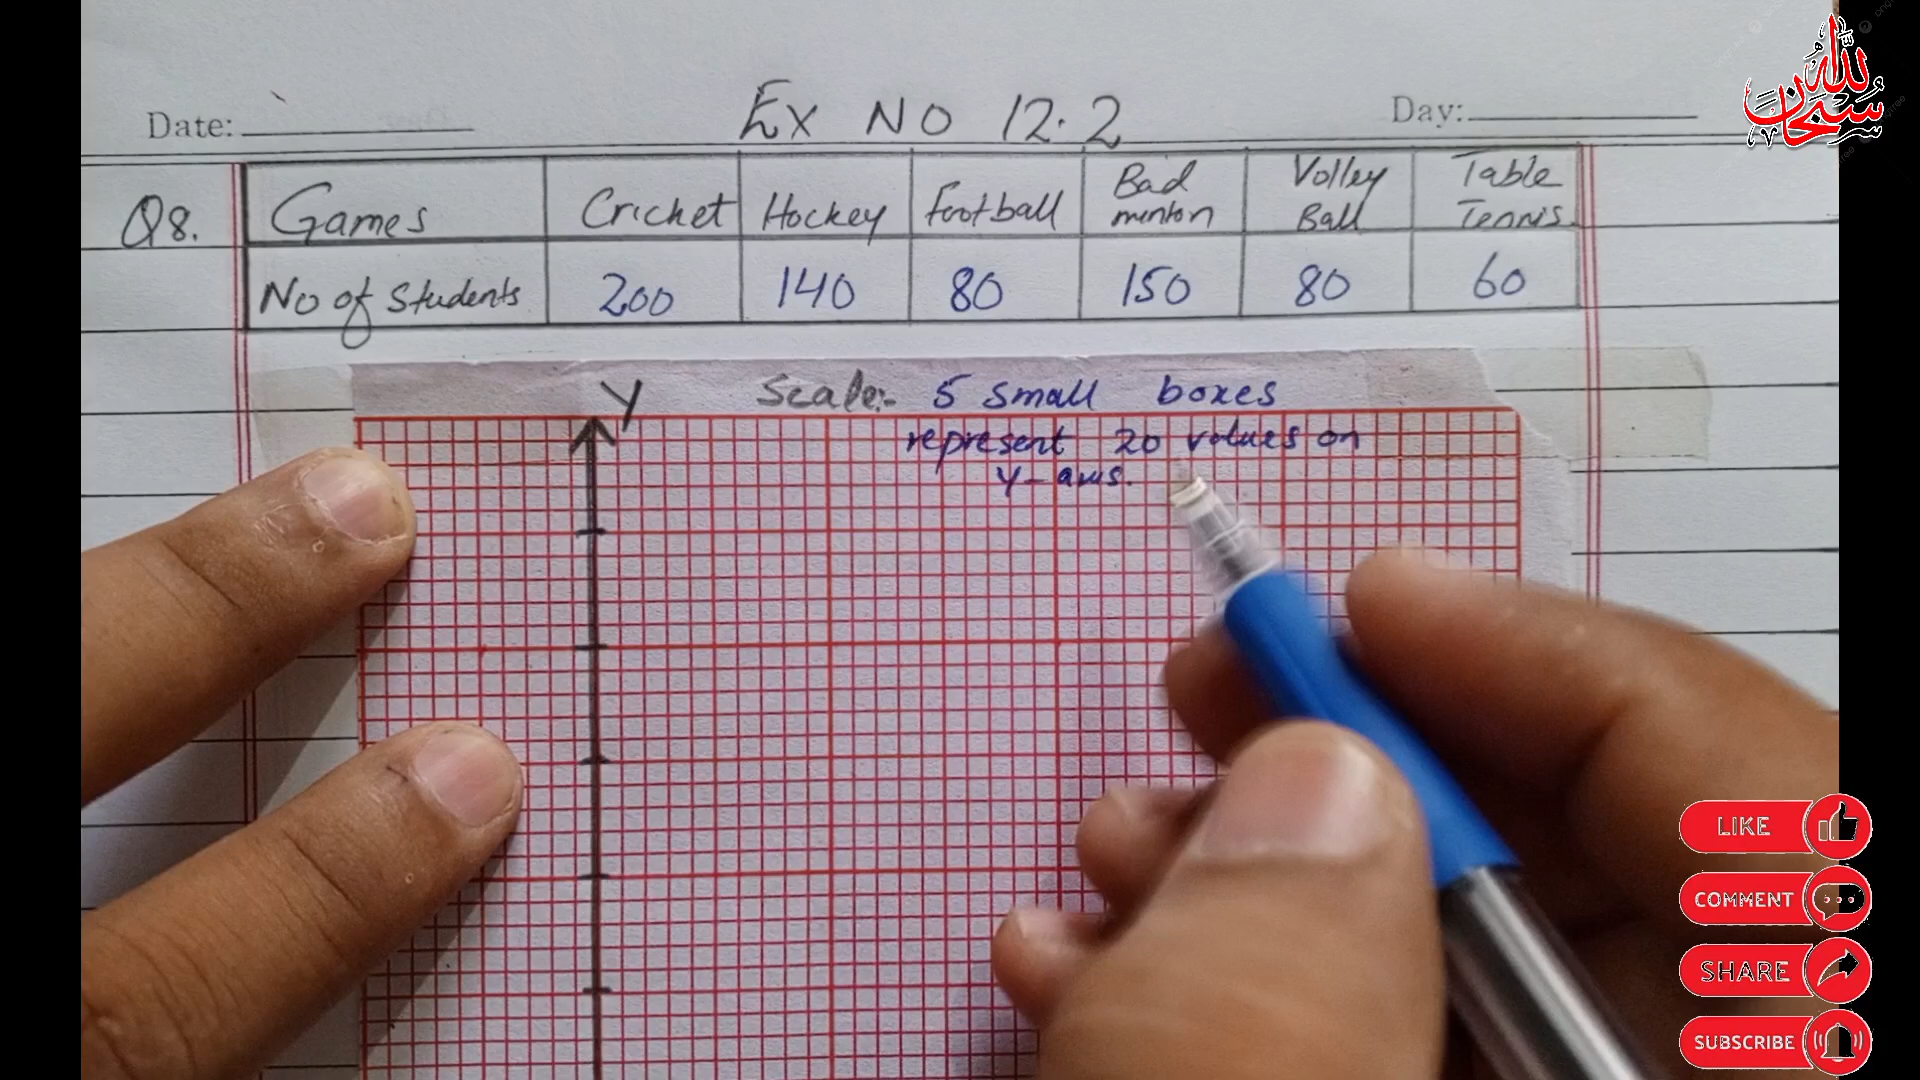 سُبْحَانَ اللّٰه
Date: Ex No 12.2 Day:
Q8. Games Cricket Hockey Football Bad minton Volley Ball Table Tennis
No of Students 200 140 80 150 80 60
Y Scale:- 5 small boxes
represent 20 values on
Y-axis.
LIKE
COMMENT
SHARE
SUBSCRIBE